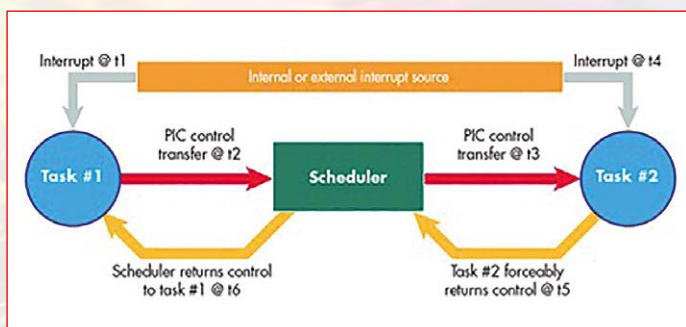 Interrupt @ t1
Internal or external interrupt source
Interrupt @ t4
PIC control
transfer @ t2
PIC control
transfer @ t3
Task #1
Scheduler
Task #2
Scheduler returns control
to task #1 @ t6
Task #2 forceably
returns control @ t5